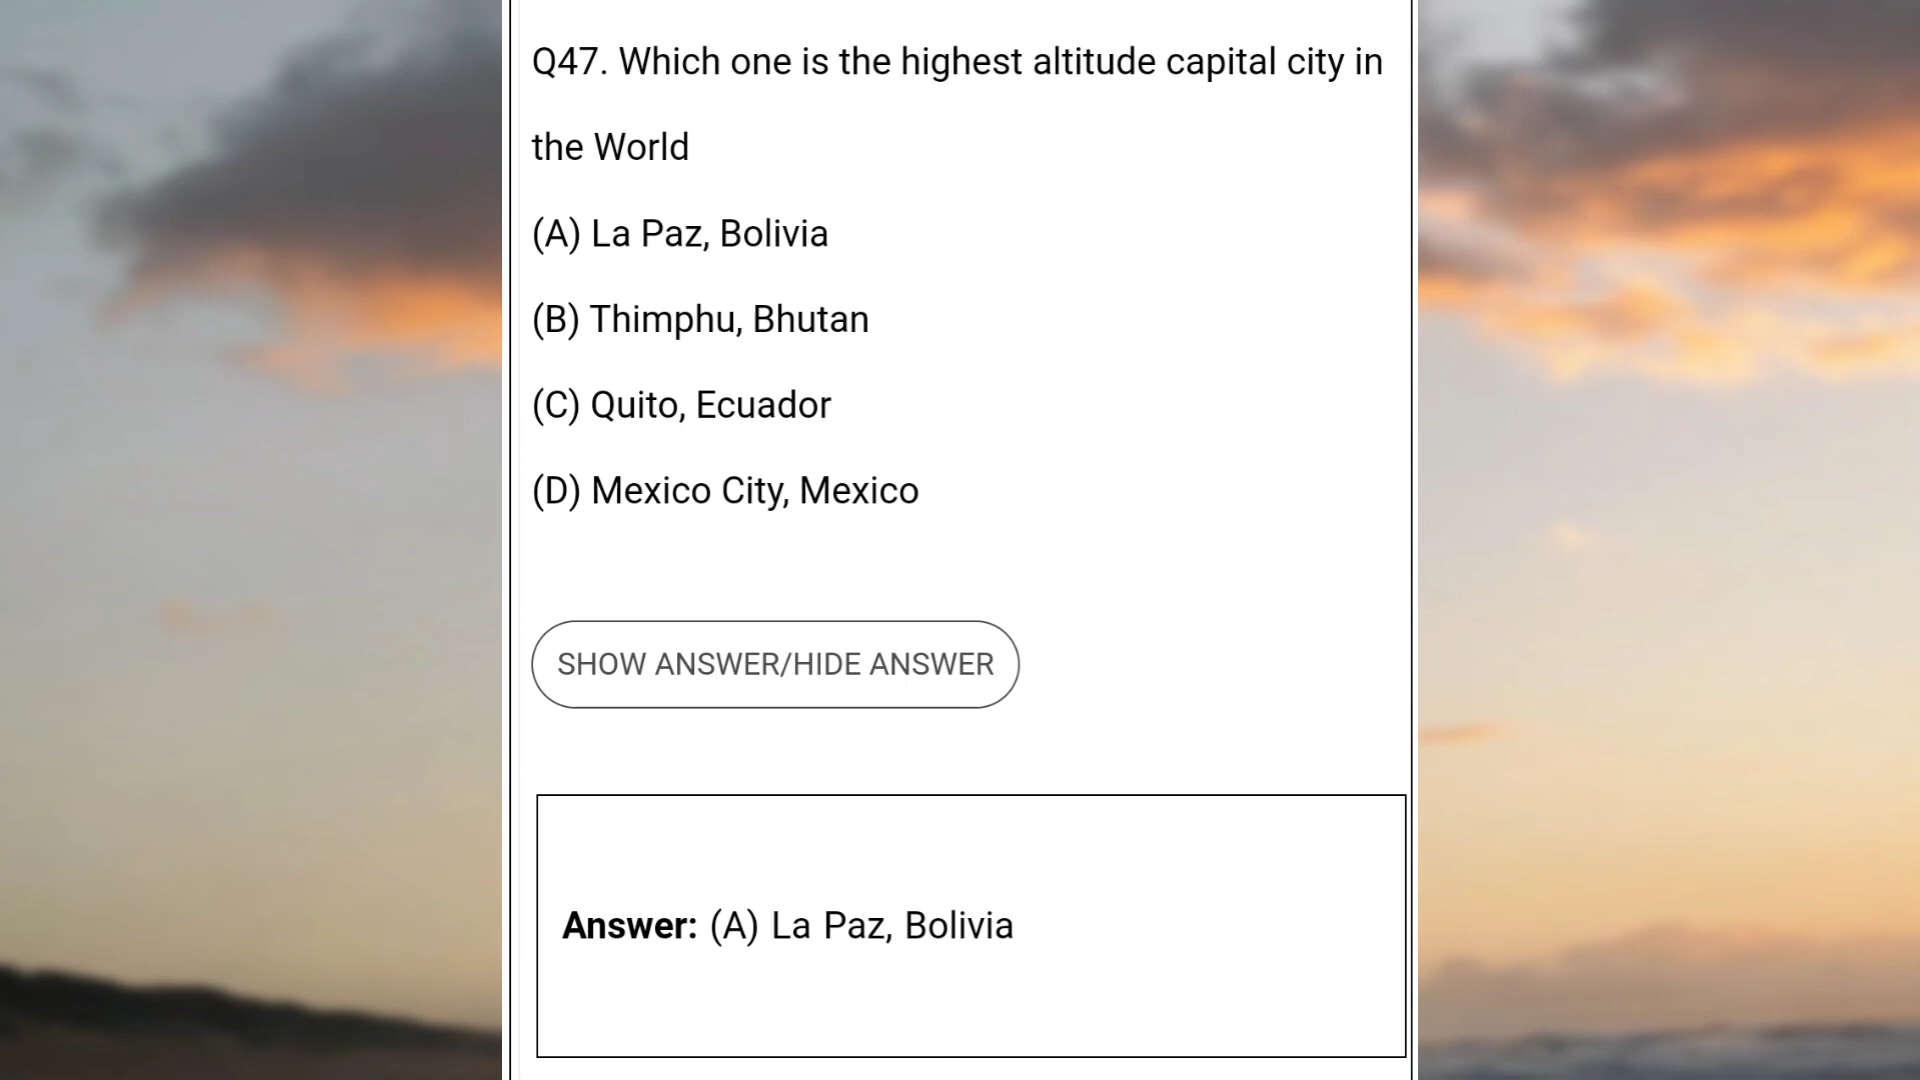 Q47. Which one is the highest altitude capital city in
the World
(A) La Paz, Bolivia
(B) Thimphu, Bhutan
(C) Quito, Ecuador
(D) Mexico City, Mexico
SHOW ANSWER/HIDE ANSWER
Answer: (A) La Paz, Bolivia